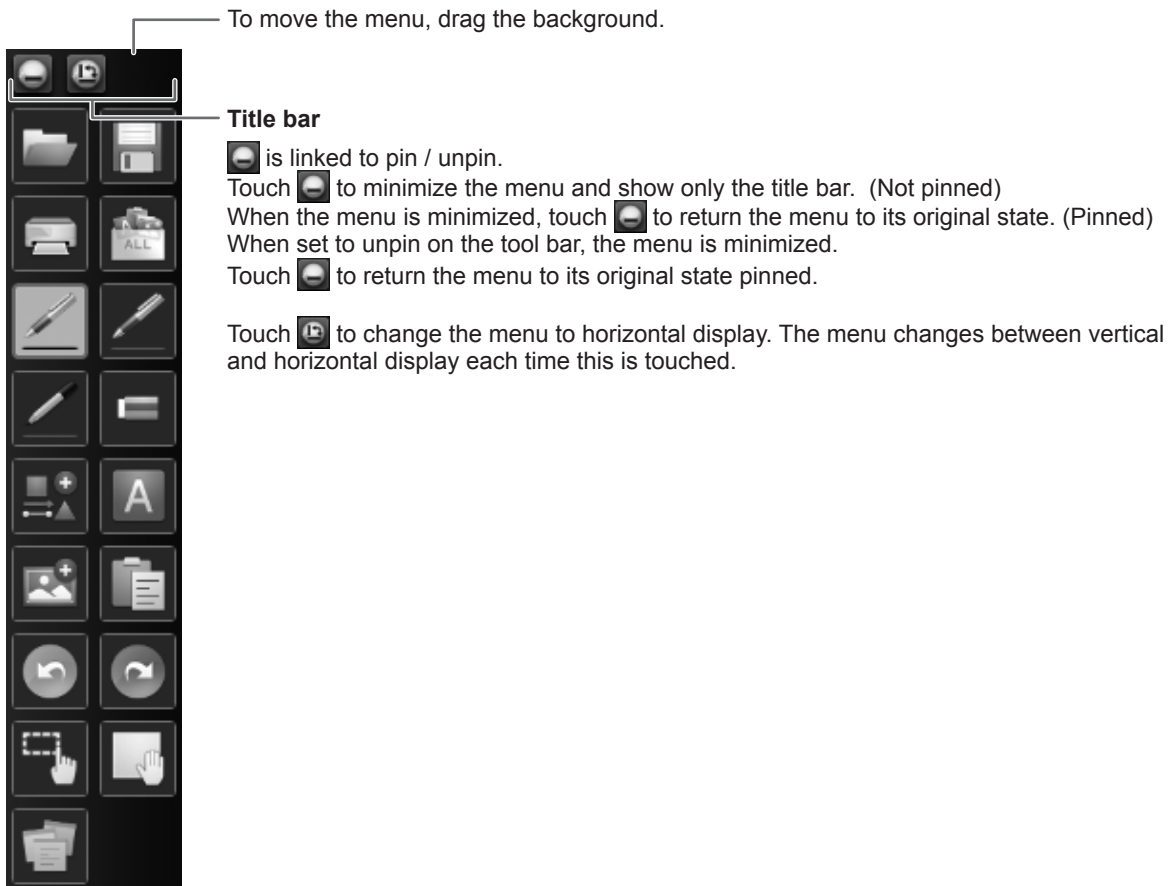 To move the menu, drag the background.
Title bar
is linked to pin / unpin.
Touch to minimize the menu and show only the title bar. (Not pinned)
When the menu is minimized, touch to return the menu to its original state. (Pinned)
When set to unpin on the tool bar, the menu is minimized.
Touch to return the menu to its original state pinned.
Touch to change the menu to horizontal display. The menu changes between vertical
and horizontal display each time this is touched.
ALL
A